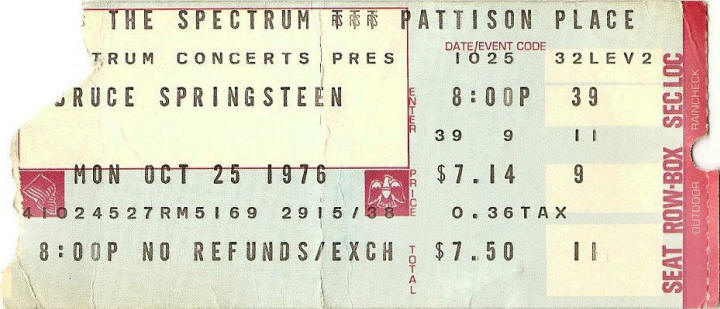 THE SPECTRUM TTT PATTISON PLACE
DATE/EVENT CODE
TRUM CONCERTS PRES 1025 32LEV2
BRUCE SPRINGSTEEN 8:00P 39
ENTER
39 9 11
MON OCT 25 1976 $7.14 9
PRICE
41024527RM5169 2915/38 0.36TAX
8:00P NO REFUNDS/EXCH $7.50 11
TOTAL
SEAT ROW-BOX SEC LOC
OUTDOOR RAINCHECK